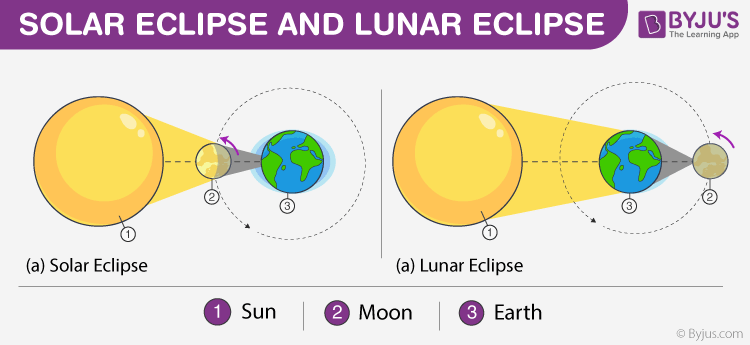 SOLAR ECLIPSE AND LUNAR ECLIPSE
BYJU'S
The Learning App
1
2
3
(a) Solar Eclipse
1
2
3
(a) Lunar Eclipse
1 Sun
2 Moon
3 Earth
© Byjus.com